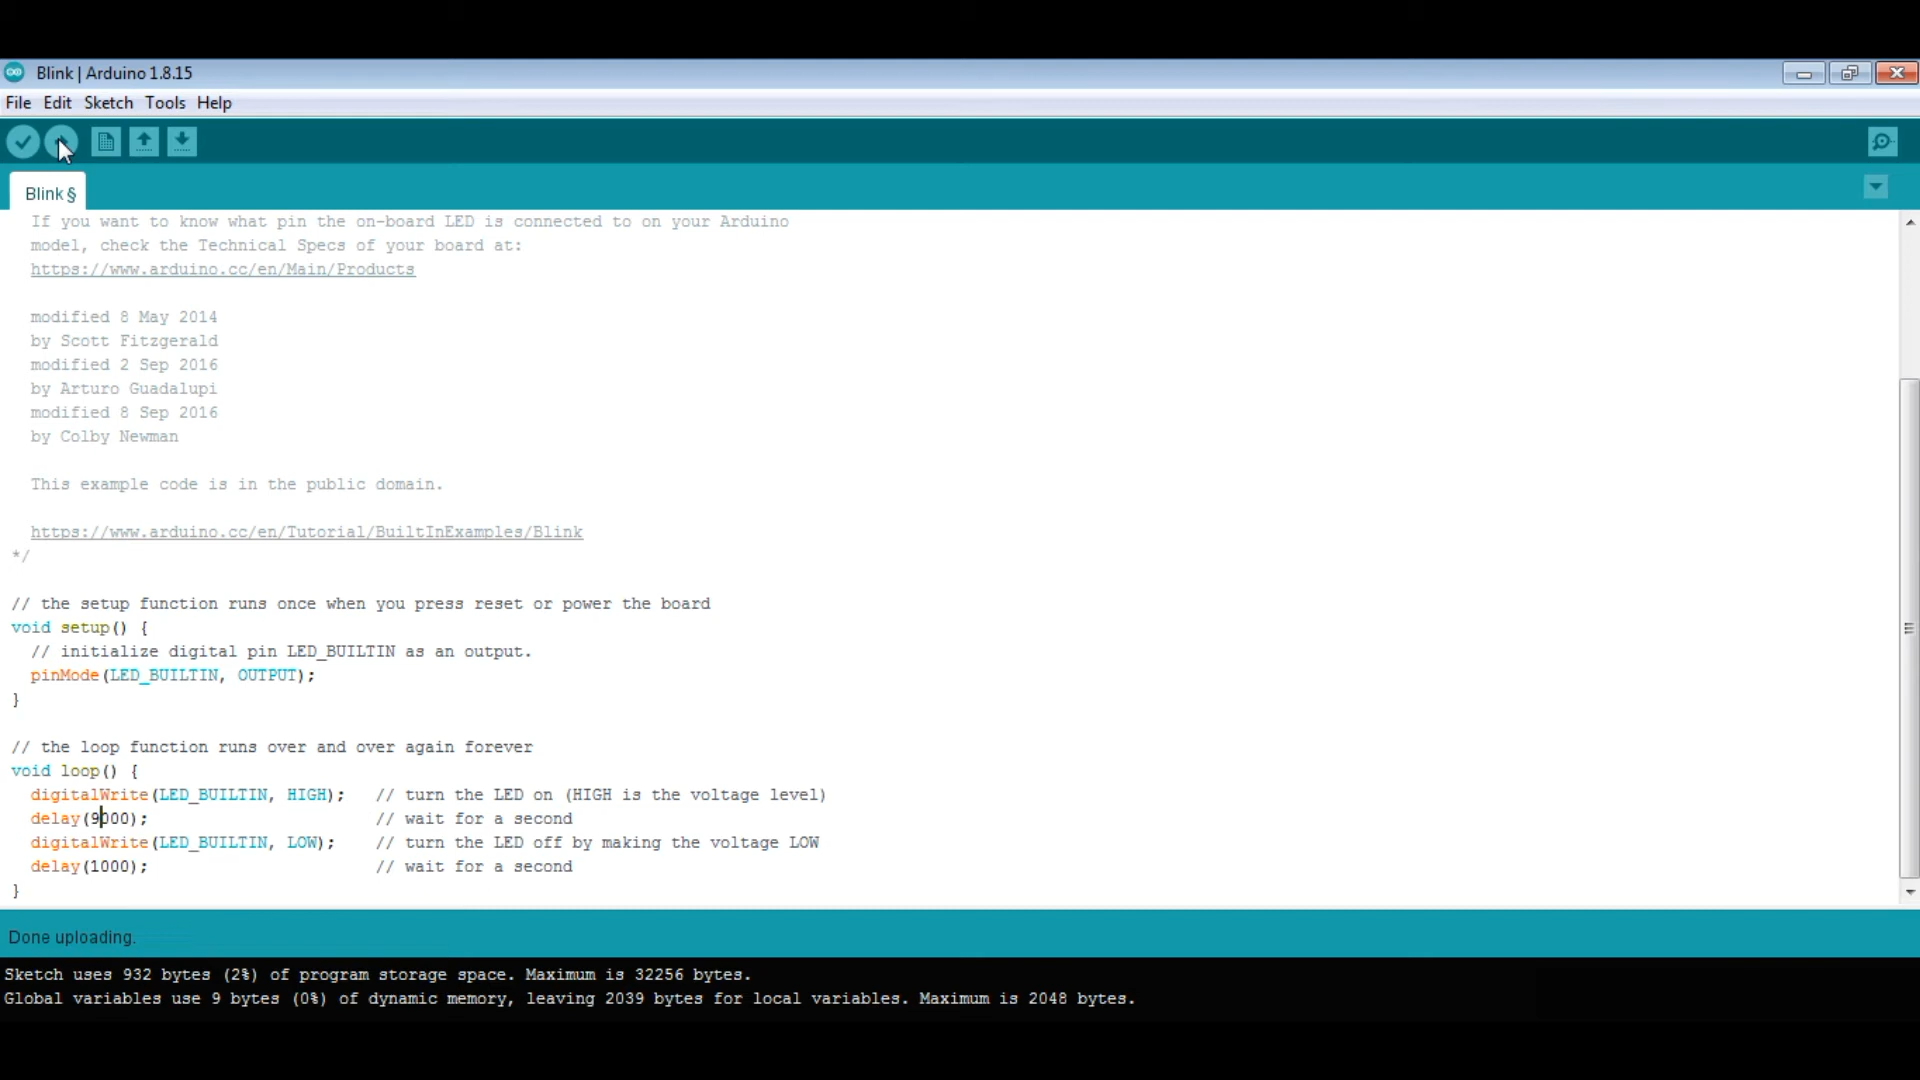 Blink | Arduino 1.8.15
File Edit Sketch Tools Help
Blink §
If you want to know what pin the on-board LED is connected to on your Arduino
model, check the Technical Specs of your board at:
https://www.arduino.cc/en/Main/Products
modified 8 May 2014
by Scott Fitzgerald
modified 2 Sep 2016
by Arturo Guadalupi
modified 8 Sep 2016
by Colby Newman
This example code is in the public domain.
https://www.arduino.cc/en/Tutorial/BuiltInExamples/Blink
*/
// the setup function runs once when you press reset or power the board
void setup() {
// initialize digital pin LED_BUILTIN as an output.
pinMode(LED_BUILTIN, OUTPUT);
}
// the loop function runs over and over again forever
void loop() {
digitalWrite(LED_BUILTIN, HIGH);   // turn the LED on (HIGH is the voltage level)
delay(9000);                       // wait for a second
digitalWrite(LED_BUILTIN, LOW);    // turn the LED off by making the voltage LOW
delay(1000);                       // wait for a second
}
Done uploading.
Sketch uses 932 bytes (2%) of program storage space. Maximum is 32256 bytes.
Global variables use 9 bytes (0%) of dynamic memory, leaving 2039 bytes for local variables. Maximum is 2048 bytes.